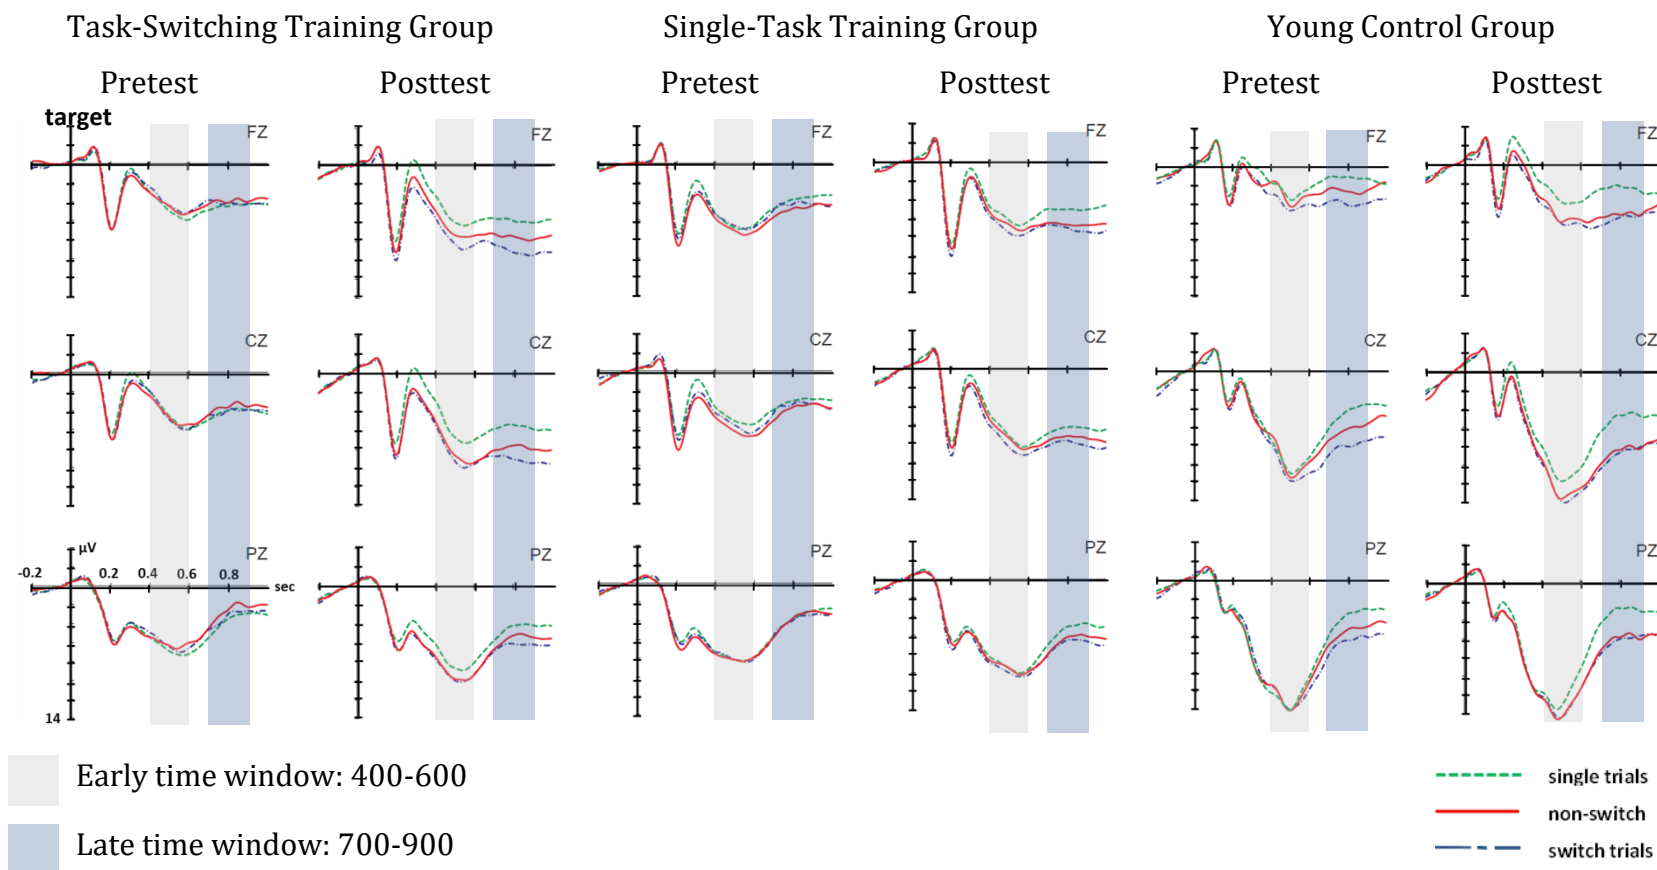 Task-Switching Training Group Single-Task Training Group Young Control Group
Pretest Posttest Pretest Posttest Pretest Posttest
target
FZ FZ FZ FZ FZ FZ
CZ CZ CZ CZ CZ CZ
µV PZ PZ PZ PZ PZ PZ
-0.2 0.2 0.4 0.6 0.8 sec
14
Early time window: 400-600
Late time window: 700-900
single trials
non-switch
switch trials